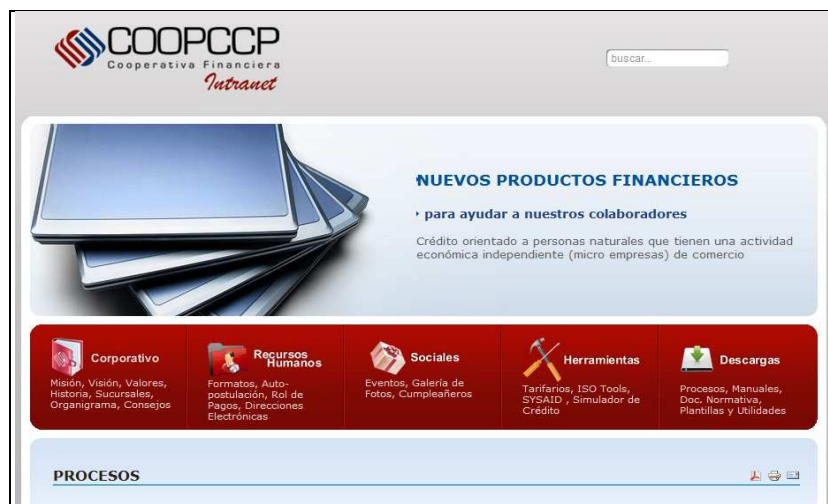 COOPCCP
Cooperativa Financiera
Intranet
buscar...
NUEVOS PRODUCTOS FINANCIEROS
para ayudar a nuestros colaboradores
Crédito orientado a personas naturales que tienen una actividad
económica independiente (micro empresas) de comercio
Corporativo
Misión, Visión, Valores,
Historia, Sucursales,
Organigrama, Consejos
Recursos
Humanos
Formatos, Auto-
postulación, Rol de
Pagos, Direcciones
Electrónicas
Sociales
Eventos, Galería de
Fotos, Cumpleañeros
Herramientas
Tarifarios, ISO Tools,
SYSAID , Simulador de
Crédito
Descargas
Procesos, Manuales,
Doc. Normativa,
Plantillas y Utilidades
PROCESOS